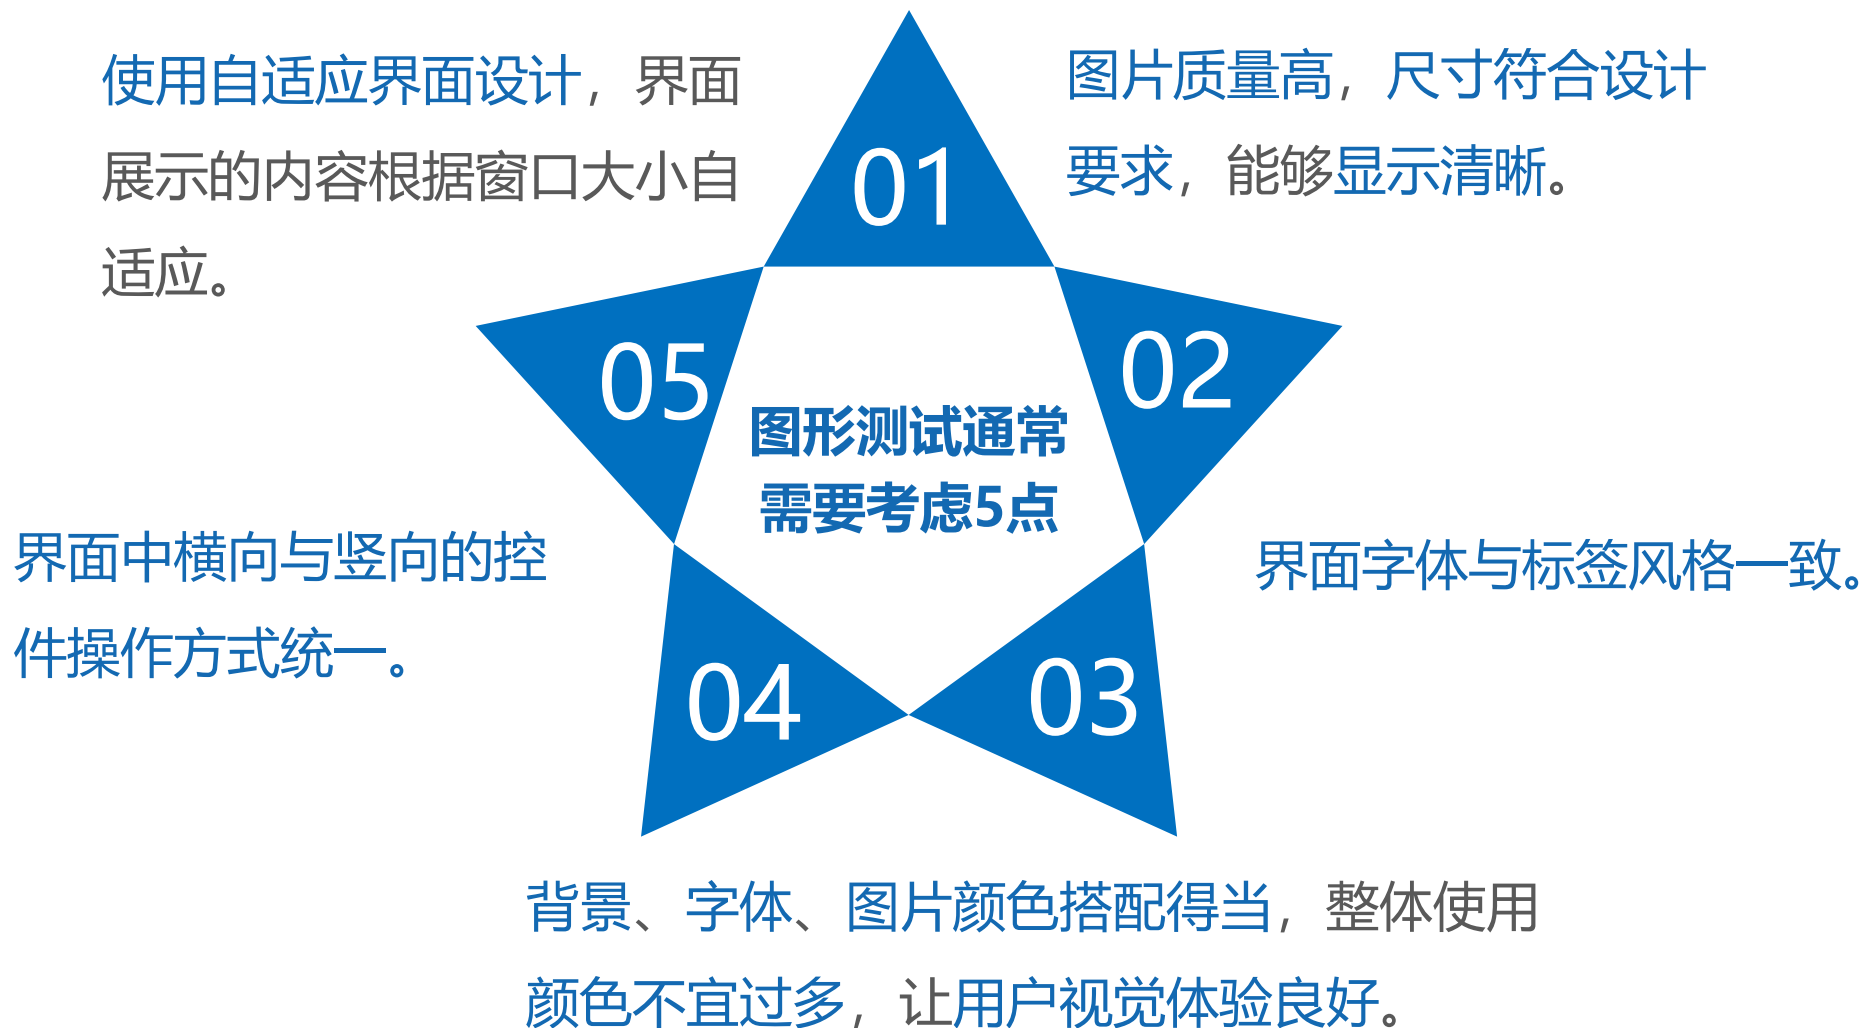 01
图片质量高，尺寸符合设计
要求，能够显示清晰。
02
界面字体与标签风格一致。
03
背景、字体、图片颜色搭配得当，整体使用
颜色不宜过多，让用户视觉体验良好。
04
界面中横向与竖向的控
件操作方式统一。
05
使用自适应界面设计，界面
展示的内容根据窗口大小自
适应。
图形测试通常
需要考虑5点